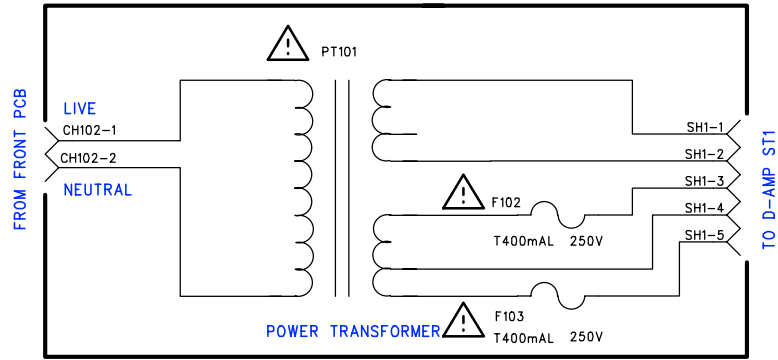 PT101
FROM FRONT PCB
LIVE
CH102-1
CH102-2
NEUTRAL
SH1-1
SH1-2
SH1-3
SH1-4
SH1-5
TO D-AMP ST1
! F102
T400mAL 250V
! F103
T400mAL 250V
POWER TRANSFORMER
!